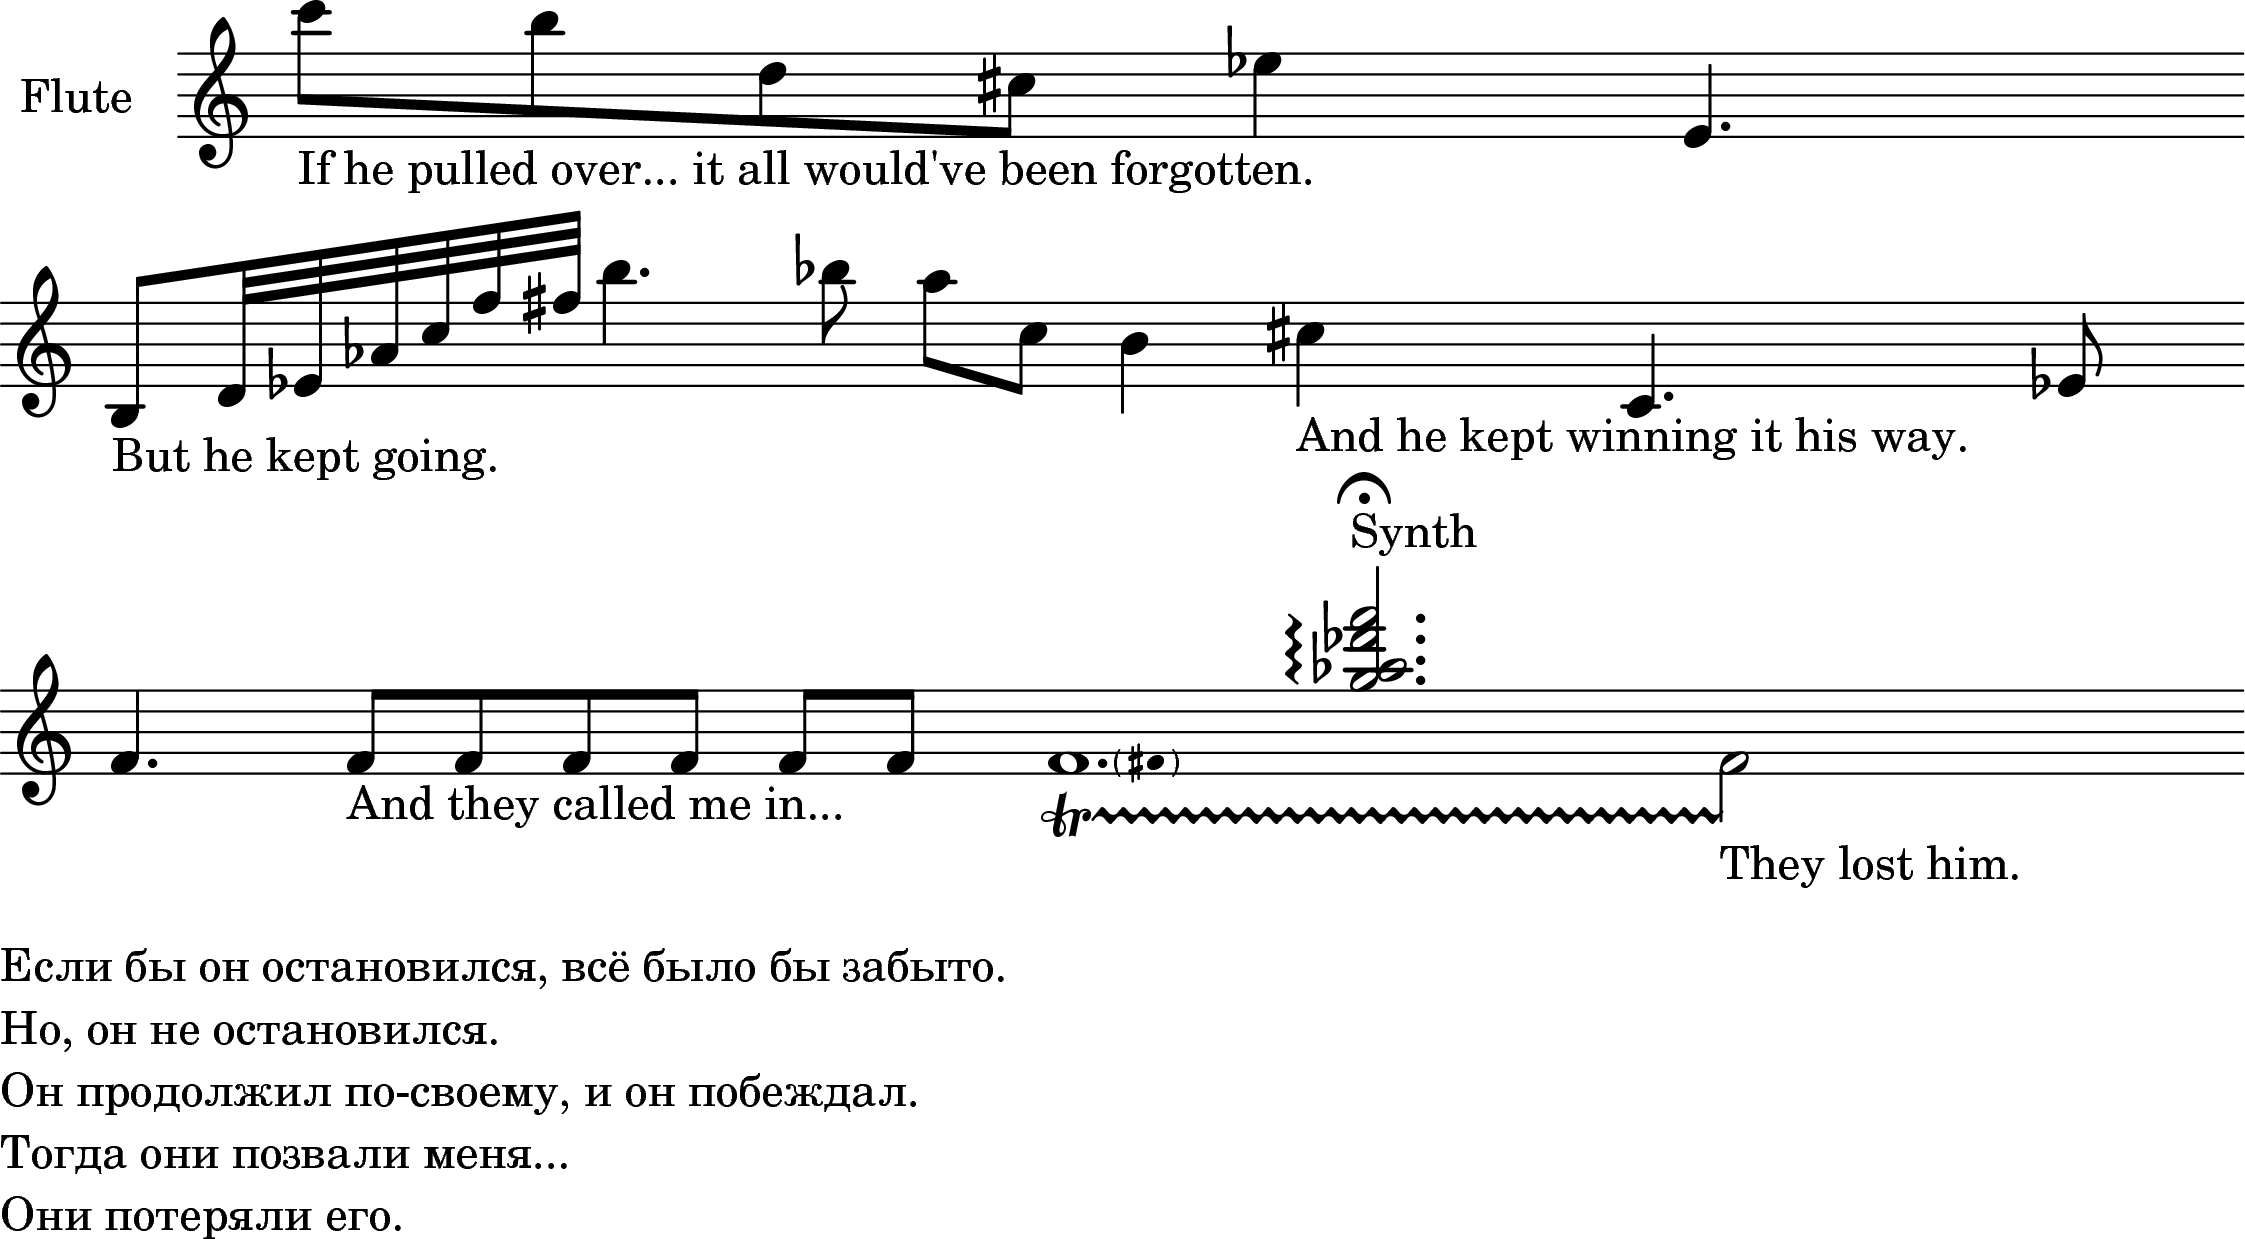 Flute
If he pulled over... it all would've been forgotten.
But he kept going.
And he kept winning it his way.
Synth
And they called me in...
They lost him.
Если бы он остановился, всё было бы забыто.
Но, он не остановился.
Он продолжил по-своему, и он побеждал.
Тогда они позвали меня...
Они потеряли его.